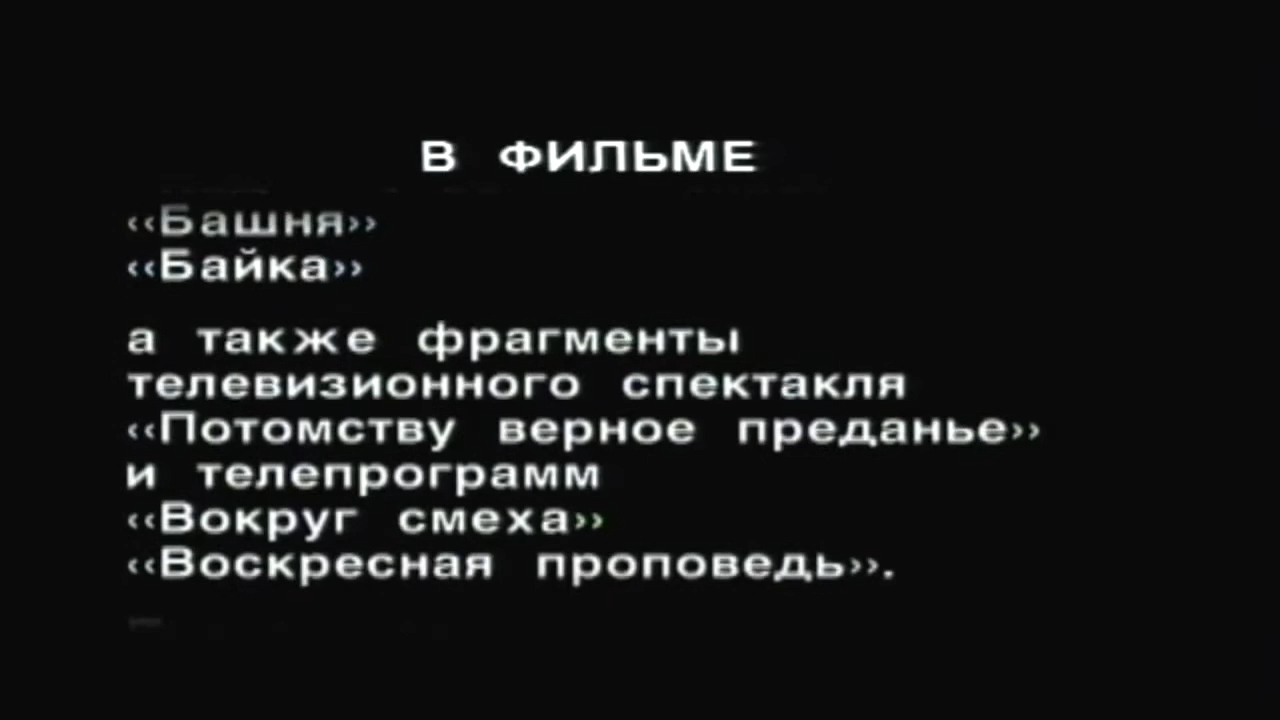 В ФИЛЬМЕ
‹‹Башня››
‹‹Байка››
а также фрагменты
телевизионного спектакля
‹‹Потомству верное преданье››
и телепрограмм
‹‹Вокруг смеха››
‹‹Воскресная проповедь››.